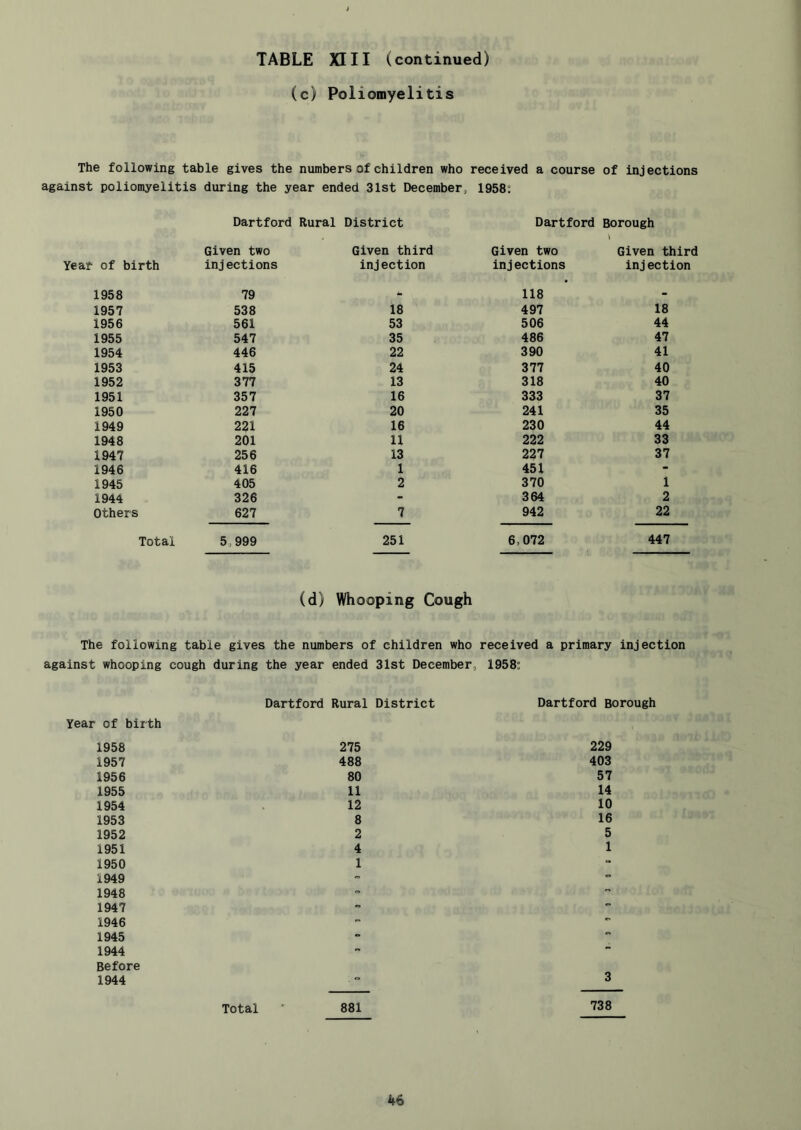 TABLE XIII (continued)
(c) Poliomyelitis
The following table gives the numbers of children who received a course of injections
against poliomyelitis during the year ended 31st December, 1958:
Dartford Rural District Dartford Borough
Given two Given third Given two Given third
Year of birth injections injection injections injection
1958 79 - 118 -
1957 538 18 497 18
1956 561 53 506 44
1955 547 35 486 47
1954 446 22 390 41
1953 415 24 377 40
1952 377 13 318 40
1951 357 16 333 37
1950 227 20 241 35
1949 221 16 230 44
1948 201 11 222 33
1947 256 13 227 37
1946 416 1 451 -
1945 405 2 370 1
1944 326 - 364 2
Others 627 7 942 22
Total 5,999 251 6,072 447
(d) Whooping Cough
The following table gives the numbers of children who received a primary injection
against whooping cough during the year ended 31st December, 1958:
Dartford Rural District Dartford Borough
Year of birth
1958 275 229
1957 488 403
1956 80 57
1955 11 14
1954 12 10
1953 8 16
1952 2 5
1951 4 1
1950 1 -
1949 - -
1948 - -
1947 - -
1946 - -
1945 - -
1944 - -
Before
1944 - 3
Total 881 738
46